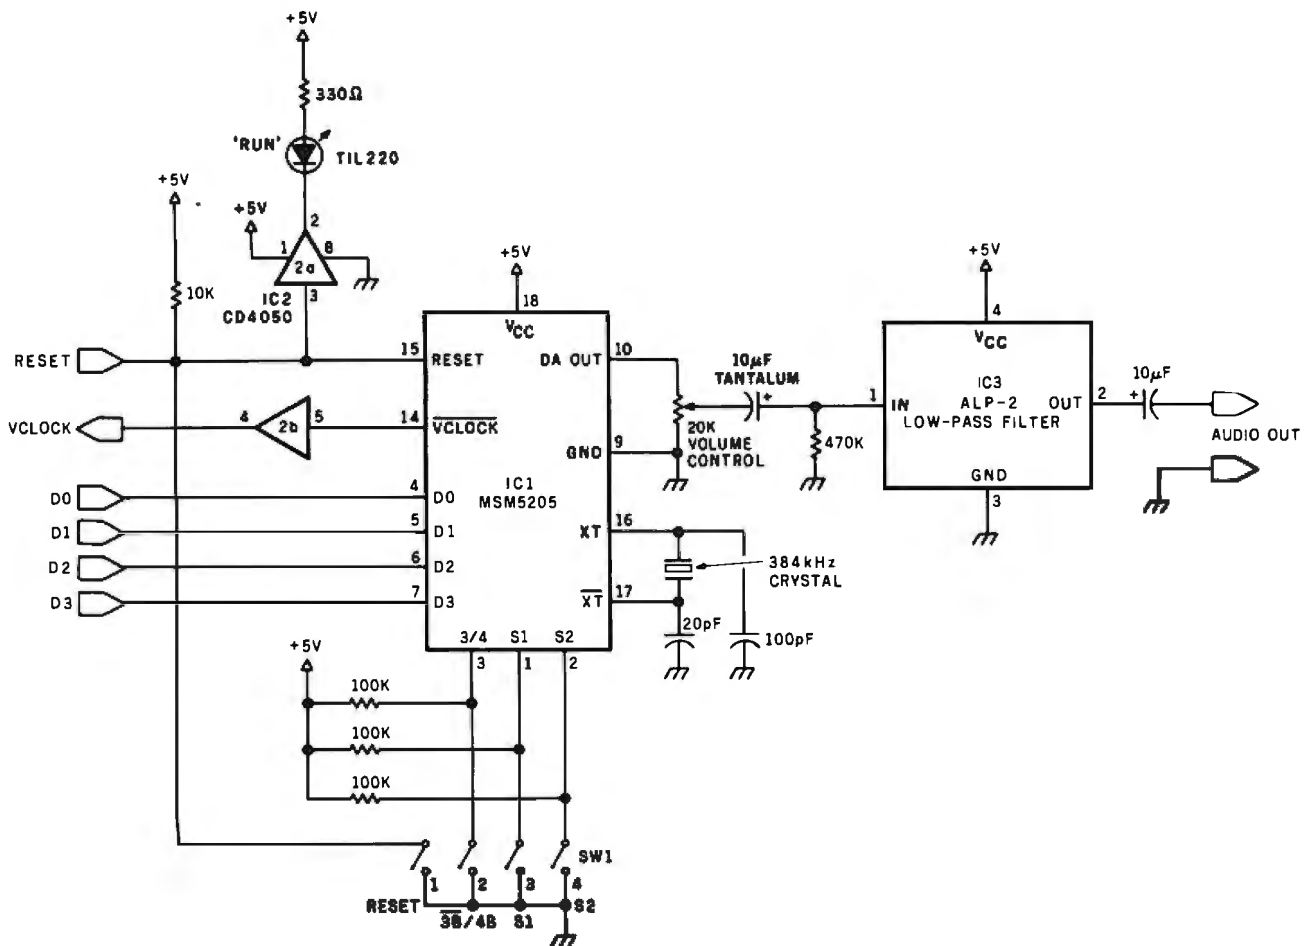 +5V
330Ω
'RUN'
TIL220
+5V
+5V
2
1
8
2a
IC2
CD4050
3
10K
+5V
18
VCC
+5V
4
VCC
RESET
15
RESET
DA OUT
10
10µF
TANTALUM
1
IN
IC3
ALP-2
LOW-PASS FILTER
OUT
2
10µF
+
+
VCLOCK
4
2b
5
14
VCLOCK
20K
VOLUME
CONTROL
470K
AUDIO OUT
GND
9
GND
3
IC1
MSM5205
D0
4
D0
D1
5
D1
XT
16
D2
6
D2
384kHz
CRYSTAL
D3
7
D3
XT
17
20pF
100pF
3/4
S1
S2
3
1
2
+5V
100K
100K
100K
SW1
1
2
3
4
RESET
3B/4B
S1
S2